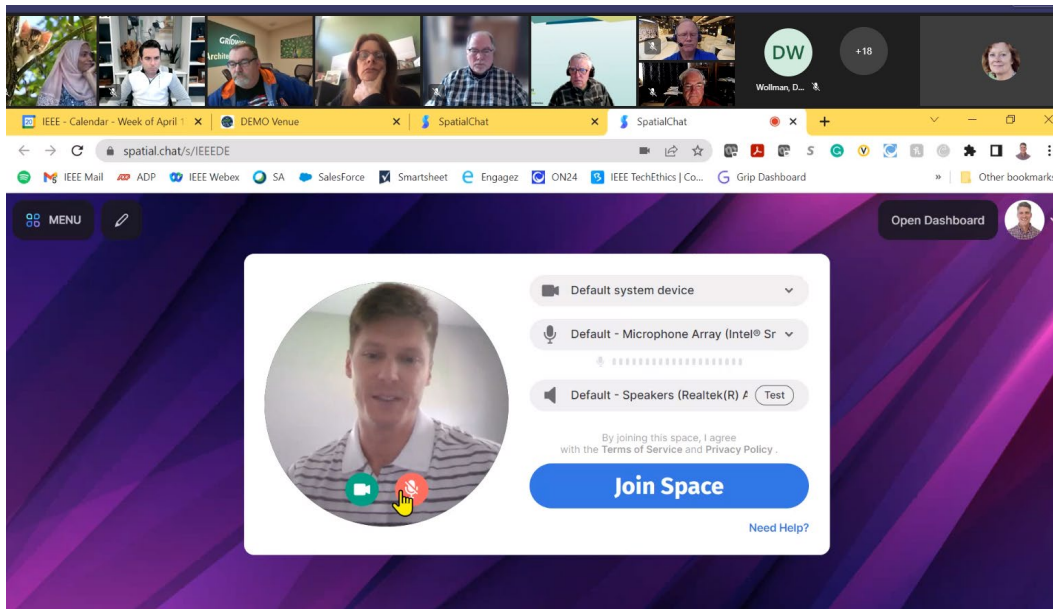 GRIDWISE
Archite
DW
Wollman, D...
+18
20
IEEE - Calendar - Week of April 1
DEMO Venue
SpatialChat
SpatialChat
spatial.chat/s/IEEEDE
IEEE Mail ADP IEEE Webex SA SalesForce Smartsheet Engagez ON24 IEEE TechEthics | Co... Grip Dashboard » Other bookmarks
MENU
Open Dashboard
Default system device
Default - Microphone Array (Intel® Sr
Default - Speakers (Realtek(R) A
Test
By joining this space, I agree
with the Terms of Service and Privacy Policy .
Join Space
Need Help?